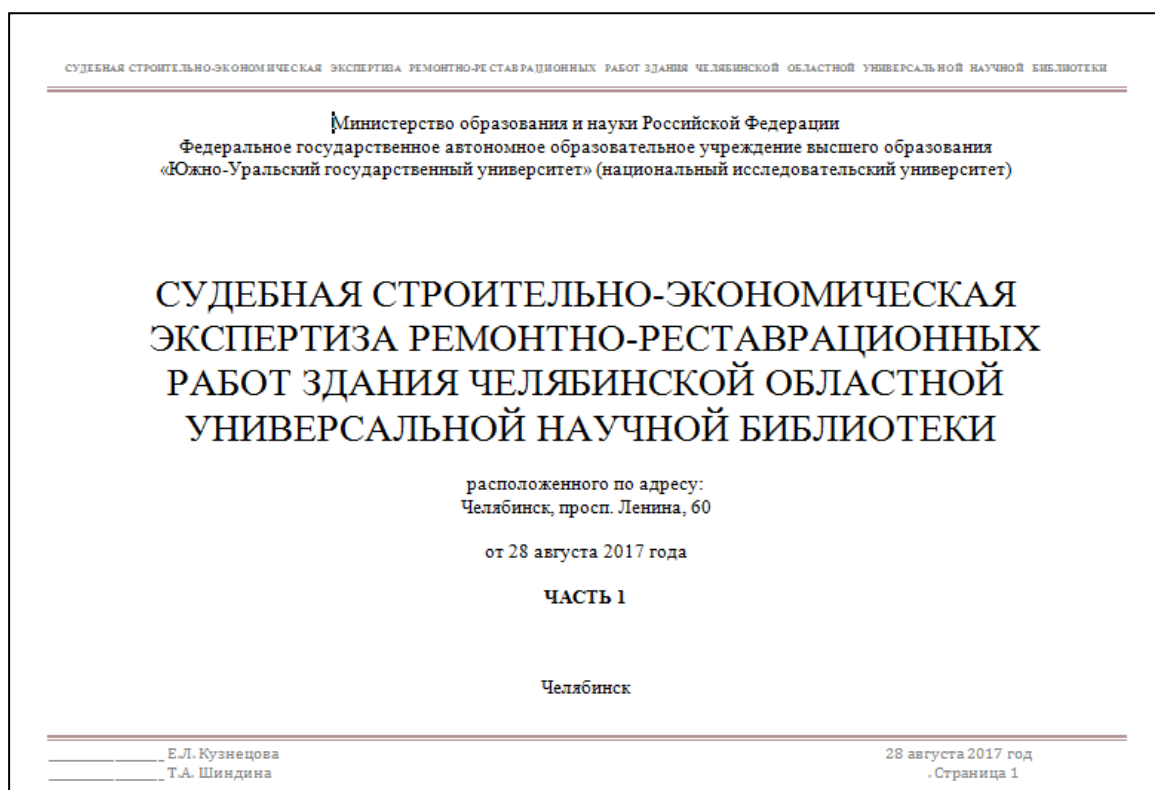 СУДЕБНАЯ СТРОИТЕЛЬНО-ЭКОНОМИЧЕСКАЯ ЭКСПЕРТИЗА РЕМОНТНО-РЕСТАВРАЦИОННЫХ РАБОТ ЗДАНИЯ ЧЕЛЯБИНСКОЙ ОБЛАСТНОЙ УНИВЕРСАЛЬНОЙ НАУЧНОЙ БИБЛИОТЕКИ
Министерство образования и науки Российской Федерации
Федеральное государственное автономное образовательное учреждение высшего образования
«Южно-Уральский государственный университет» (национальный исследовательский университет)
СУДЕБНАЯ СТРОИТЕЛЬНО-ЭКОНОМИЧЕСКАЯ
ЭКСПЕРТИЗА РЕМОНТНО-РЕСТАВРАЦИОННЫХ
РАБОТ ЗДАНИЯ ЧЕЛЯБИНСКОЙ ОБЛАСТНОЙ
УНИВЕРСАЛЬНОЙ НАУЧНОЙ БИБЛИОТЕКИ
расположенного по адресу:
Челябинск, просп. Ленина, 60
от 28 августа 2017 года
ЧАСТЬ 1
Челябинск
______________ Е.Л. Кузнецова 28 августа 2017 год
______________ Т.А. Шиндина . Страница 1